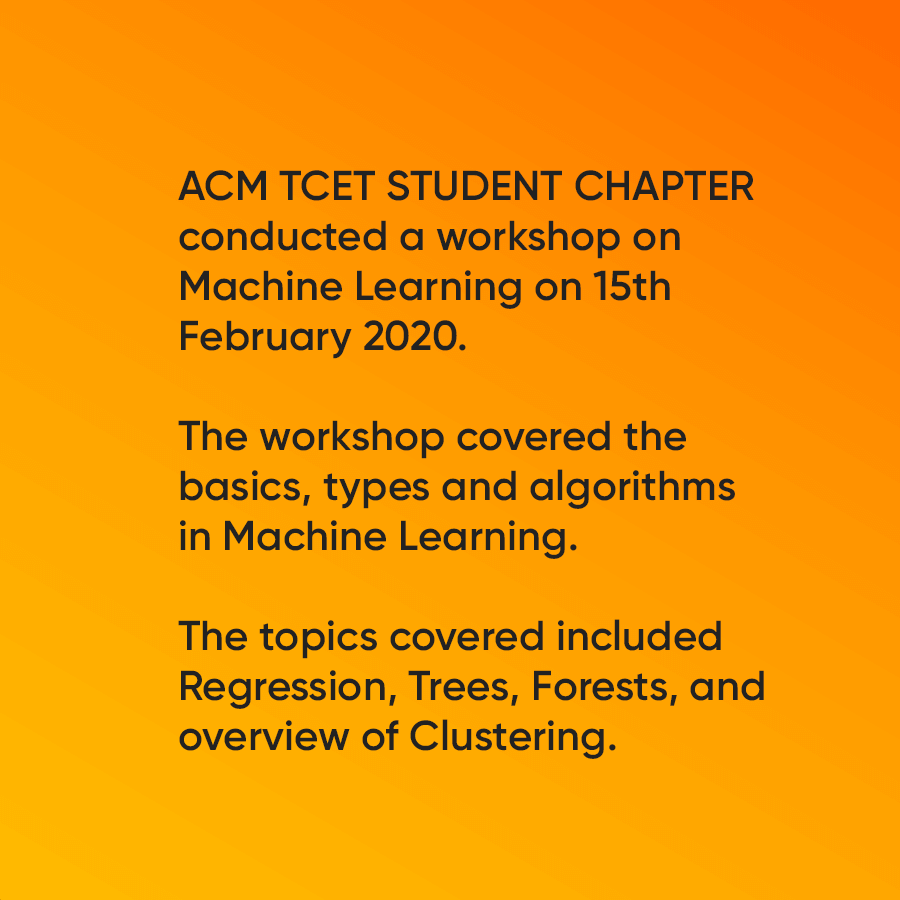 ACM TCET STUDENT CHAPTER
conducted a workshop on
Machine Learning on 15th
February 2020.
The workshop covered the
basics, types and algorithms
in Machine Learning.
The topics covered included
Regression, Trees, Forests, and
overview of Clustering.